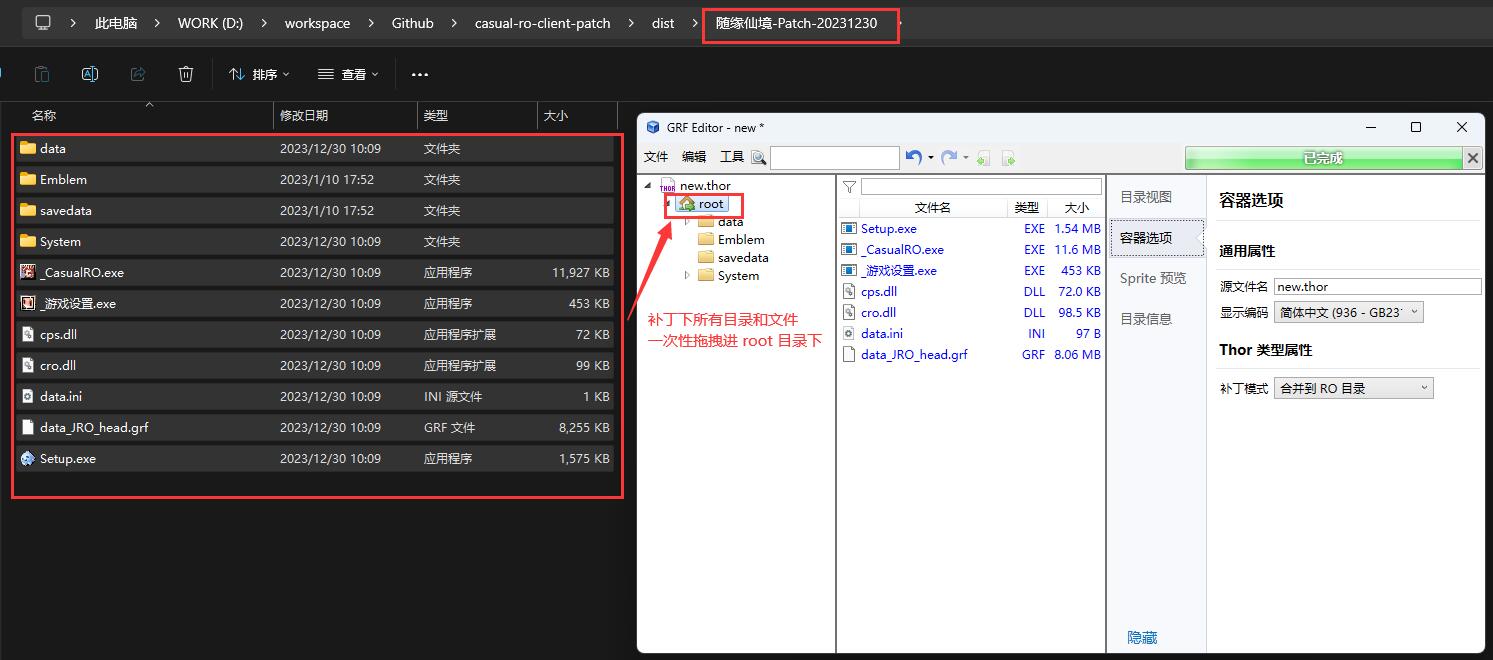 此电脑 > WORK (D:) > workspace > Github > casual-ro-client-patch > dist > 随缘仙境-Patch-20231230
排序 查看 ...
名称 修改日期 类型 大小
data 2023/12/30 10:09 文件夹
Emblem 2023/1/10 17:52 文件夹
savedata 2023/1/10 17:52 文件夹
System 2023/12/30 10:09 文件夹
_CasualRO.exe 2023/12/30 10:09 应用程序 11,927 KB
_游戏设置.exe 2023/12/30 10:09 应用程序 453 KB
cps.dll 2023/12/30 10:09 应用程序扩展 72 KB
cro.dll 2023/12/30 10:09 应用程序扩展 99 KB
data.ini 2023/12/30 10:09 INI 源文件 1 KB
data_JRO_head.grf 2023/12/30 10:09 GRF 文件 8,255 KB
Setup.exe 2023/12/30 10:09 应用程序 1,575 KB
GRF Editor - new *
文件 编辑 工具 已完成
THOR new.thor
root
data
Emblem
savedata
System
补丁下所有目录和文件
一次性拖拽进 root 目录下
文件名 类型 大小
Setup.exe EXE 1.54 MB
_CasualRO.exe EXE 11.6 MB
_游戏设置.exe EXE 453 KB
cps.dll DLL 72.0 KB
cro.dll DLL 98.5 KB
data.ini INI 97 B
data_JRO_head.grf GRF 8.06 MB
目录视图
容器选项
Sprite 预览
目录信息
隐藏
容器选项
通用属性
源文件名 new.thor
显示编码 简体中文 (936 - GB231
Thor 类型属性
补丁模式 合并到 RO 目录